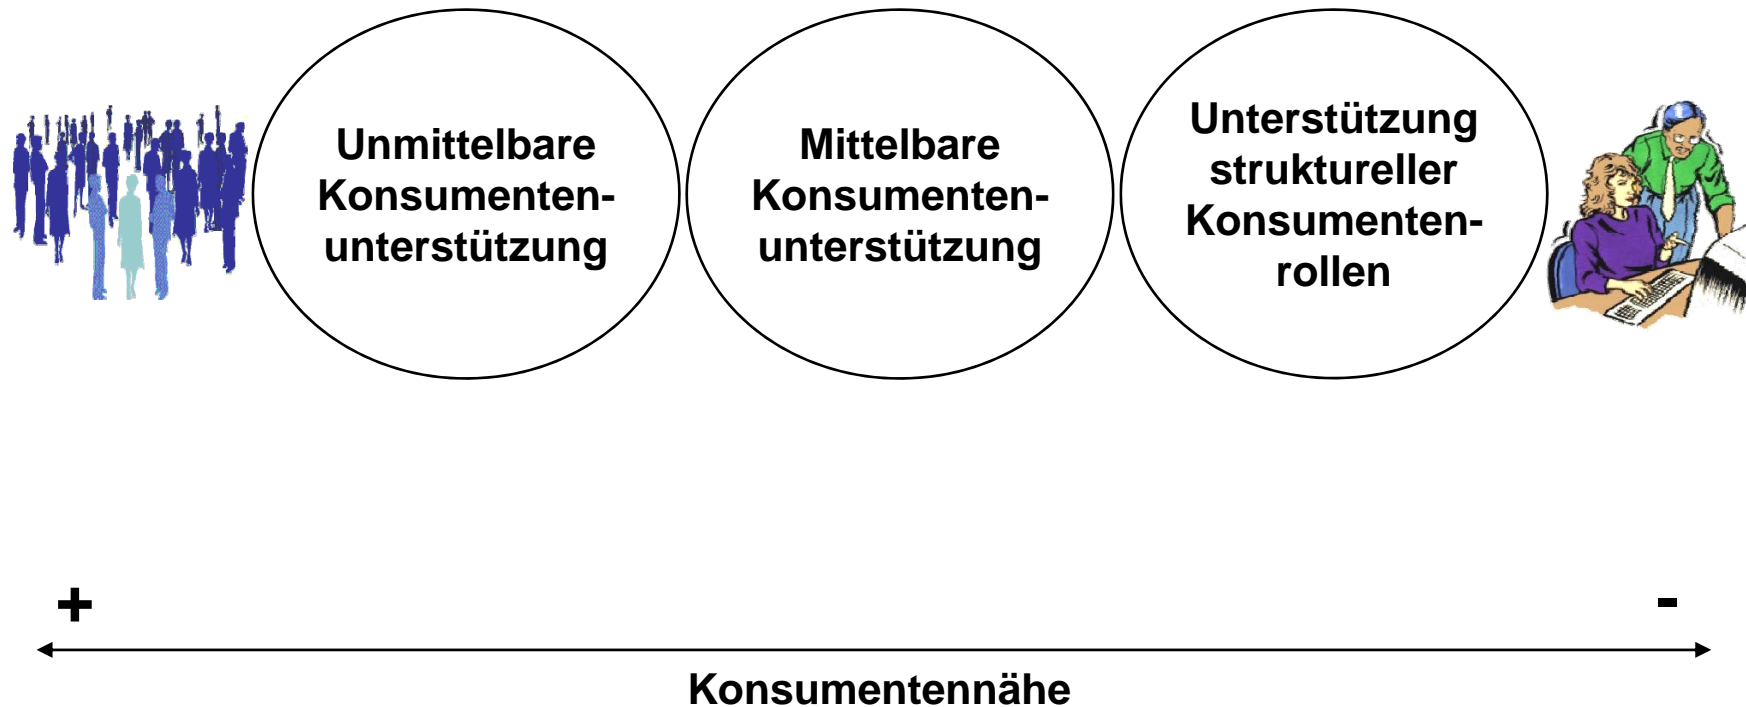 Unmittelbare
Konsumenten-
unterstützung
Mittelbare
Konsumenten-
unterstützung
Unterstützung
struktureller
Konsumenten-
rollen
+
-
Konsumentennähe